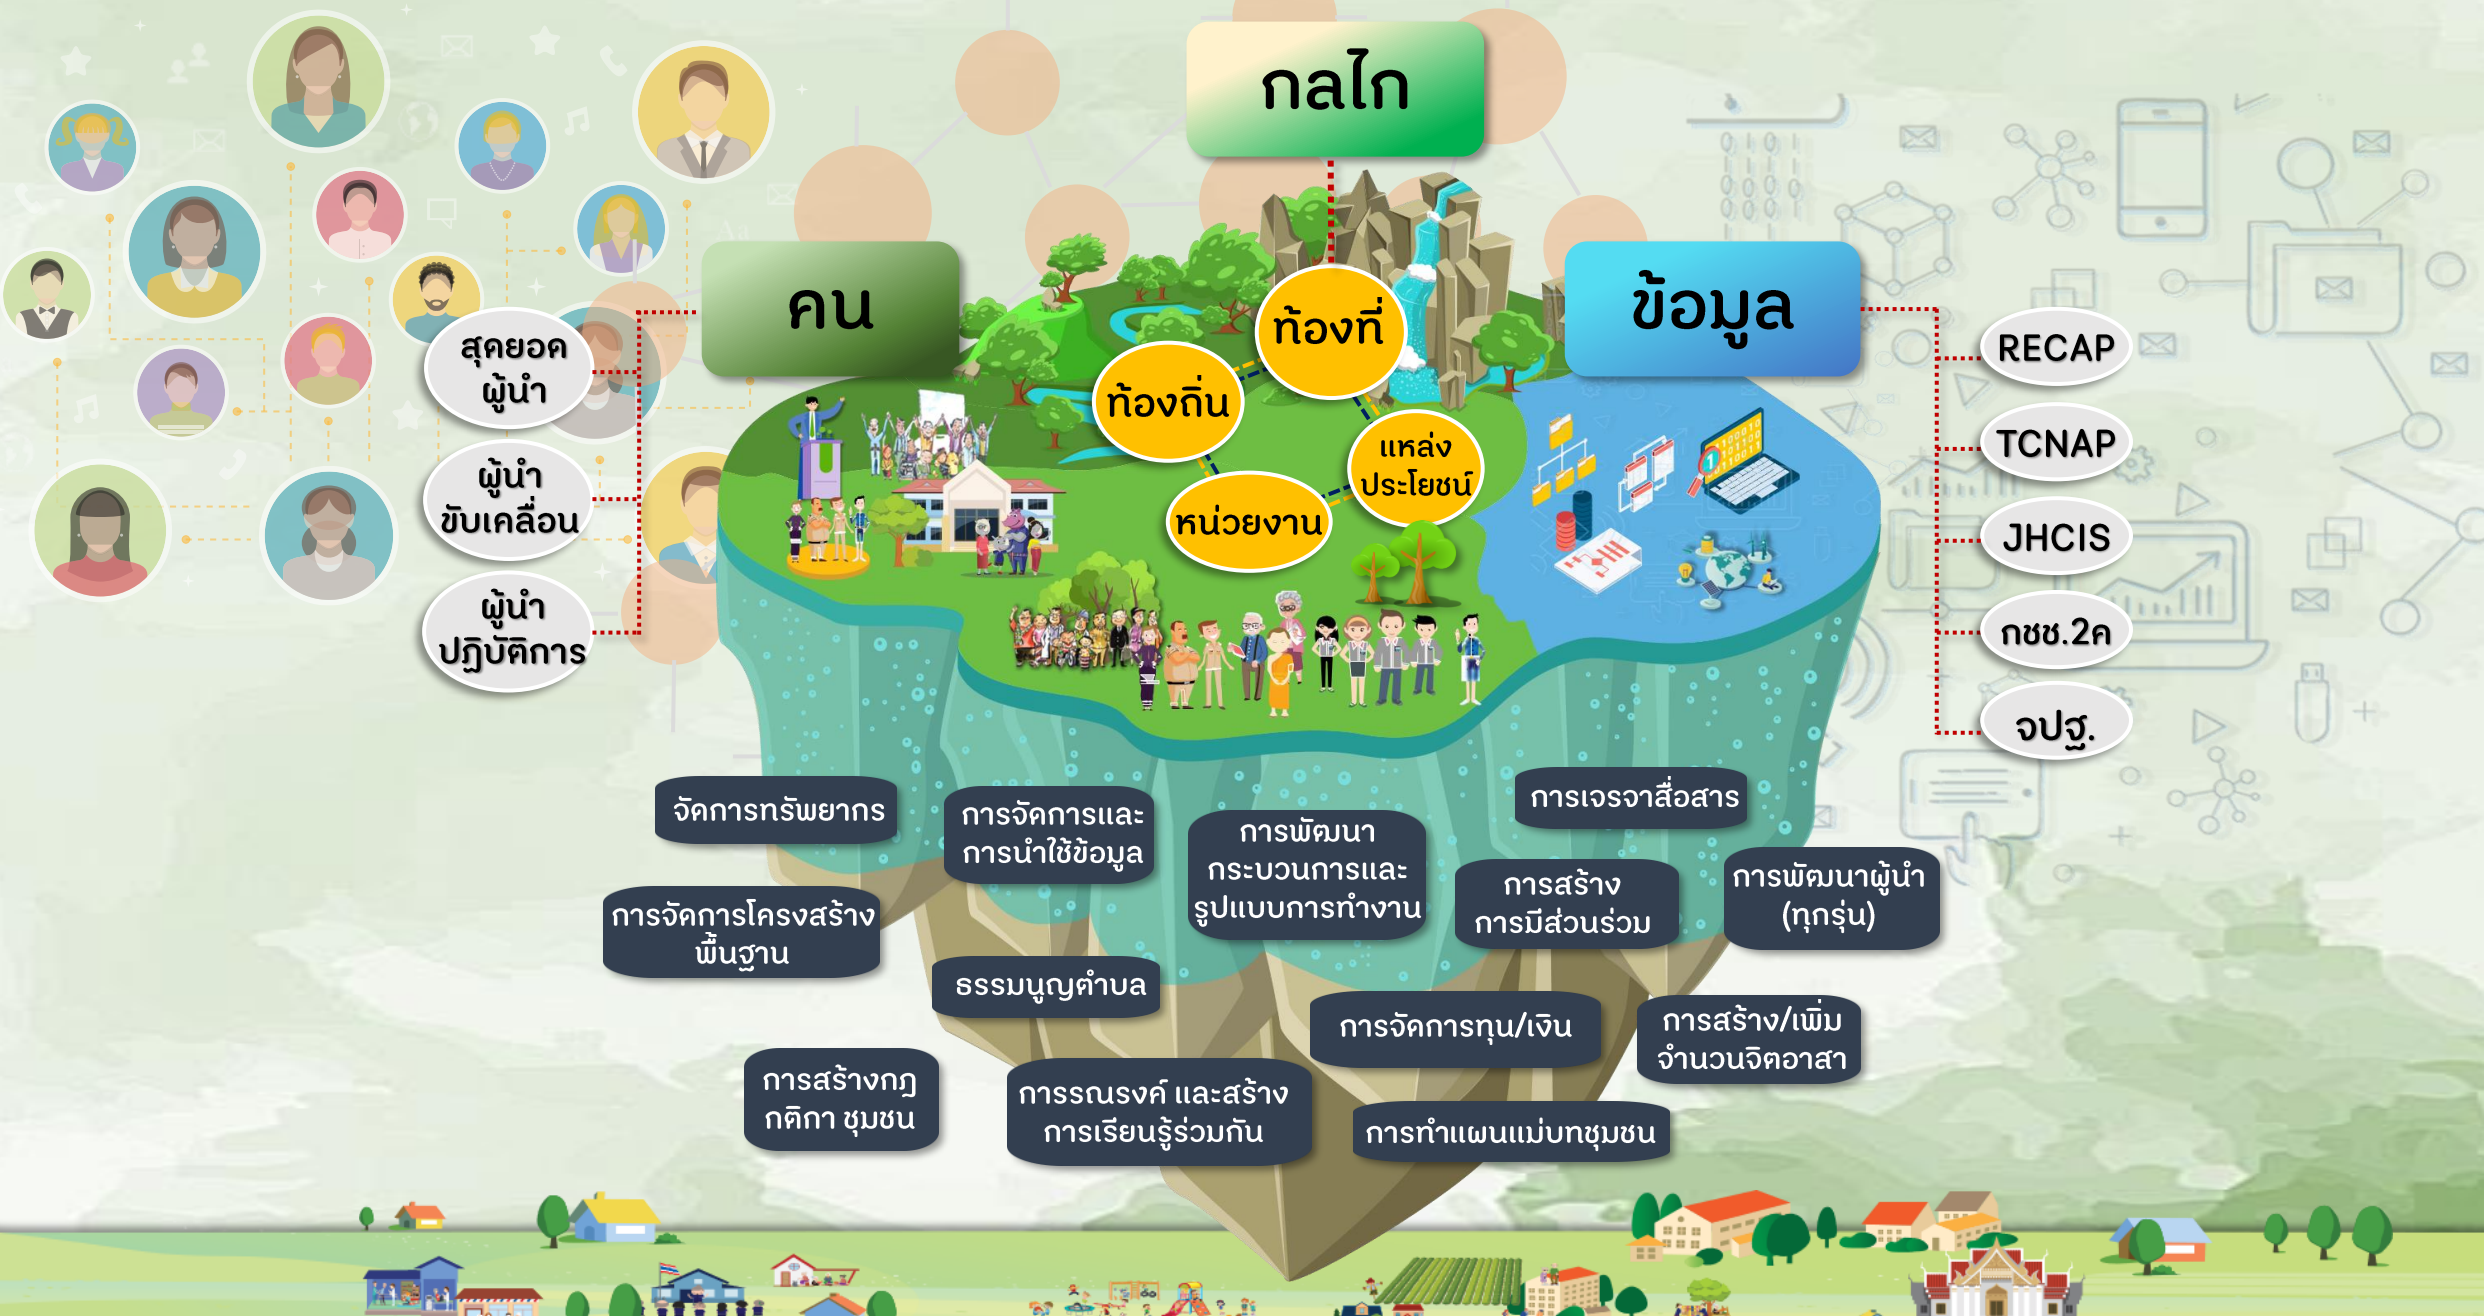 กลไก
คน
ข้อมูล
ท้องที่
ท้องถิ่น
แหล่ง
ประโยชน์
หน่วยงาน
สุดยอด
ผู้นำ
ผู้นำ
ขับเคลื่อน
ผู้นำ
ปฏิบัติการ
RECAP
TCNAP
JHCIS
กชช.2ค
จปฐ.
จัดการทรัพยากร
การจัดการและ
การนำใช้ข้อมูล
การพัฒนา
กระบวนการและ
รูปแบบการทำงาน
การเจรจาสื่อสาร
การสร้าง
การมีส่วนร่วม
การพัฒนาผู้นำ
(ทุกรุ่น)
การจัดการโครงสร้าง
พื้นฐาน
ธรรมนูญตำบล
การจัดการทุน/เงิน
การสร้าง/เพิ่ม
จำนวนจิตอาสา
การสร้างกฎ
กติกา ชุมชน
การรณรงค์ และสร้าง
การเรียนรู้ร่วมกัน
การทำแผนแม่บทชุมชน